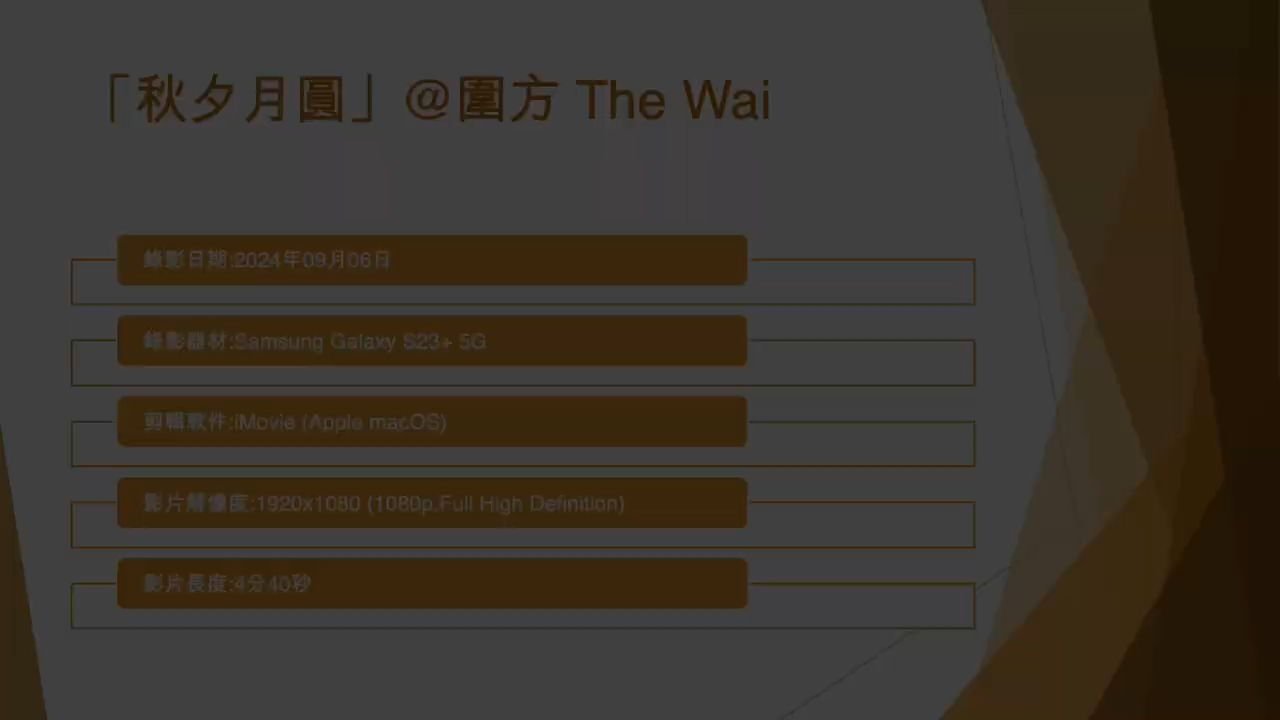 「秋夕月圓」@圍方 The Wai
錄影日期:2024年09月06日
錄影器材:Samsung Galaxy S23+ 5G
剪輯軟件:iMovie (Apple macOS)
影片解像度:1920x1080 (1080p,Full High Definition)
影片長度:4分40秒